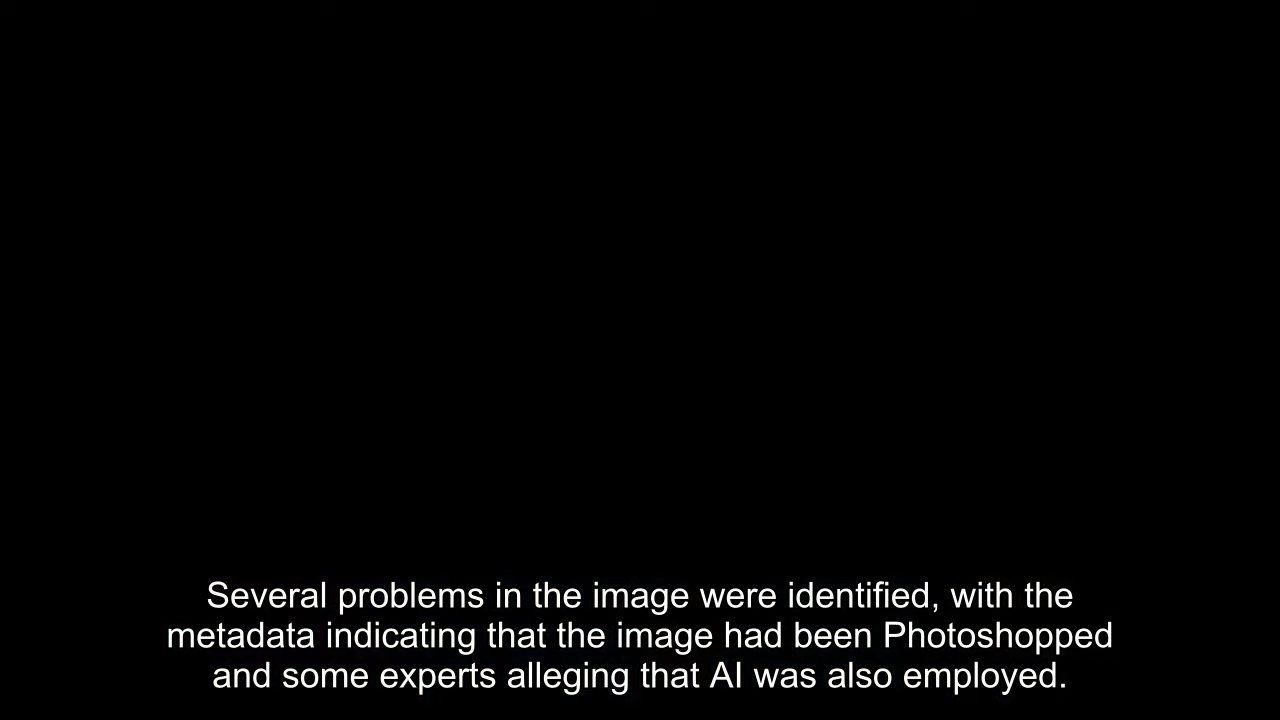 Several problems in the image were identified, with the
metadata indicating that the image had been Photoshopped
and some experts alleging that AI was also employed.